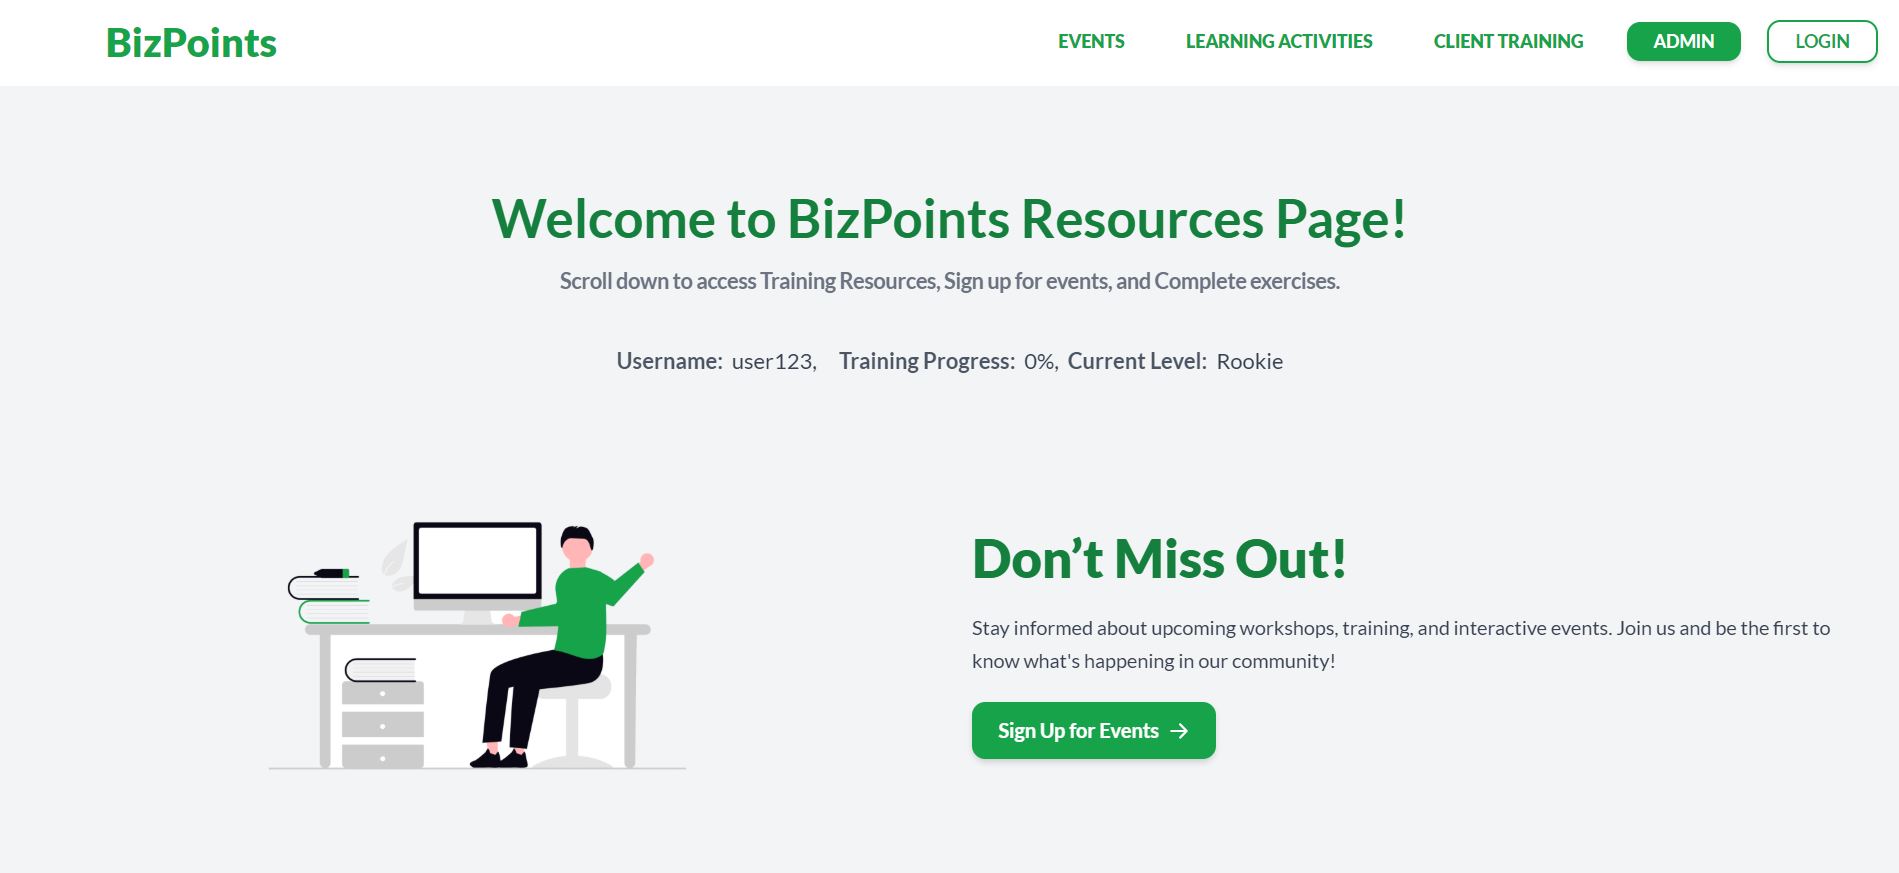 BizPoints
EVENTS LEARNING ACTIVITIES CLIENT TRAINING ADMIN LOGIN
Welcome to BizPoints Resources Page!
Scroll down to access Training Resources, Sign up for events, and Complete exercises.
Username: user123, Training Progress: 0%, Current Level: Rookie
Don’t Miss Out!
Stay informed about upcoming workshops, training, and interactive events. Join us and be the first to
know what's happening in our community!
Sign Up for Events →